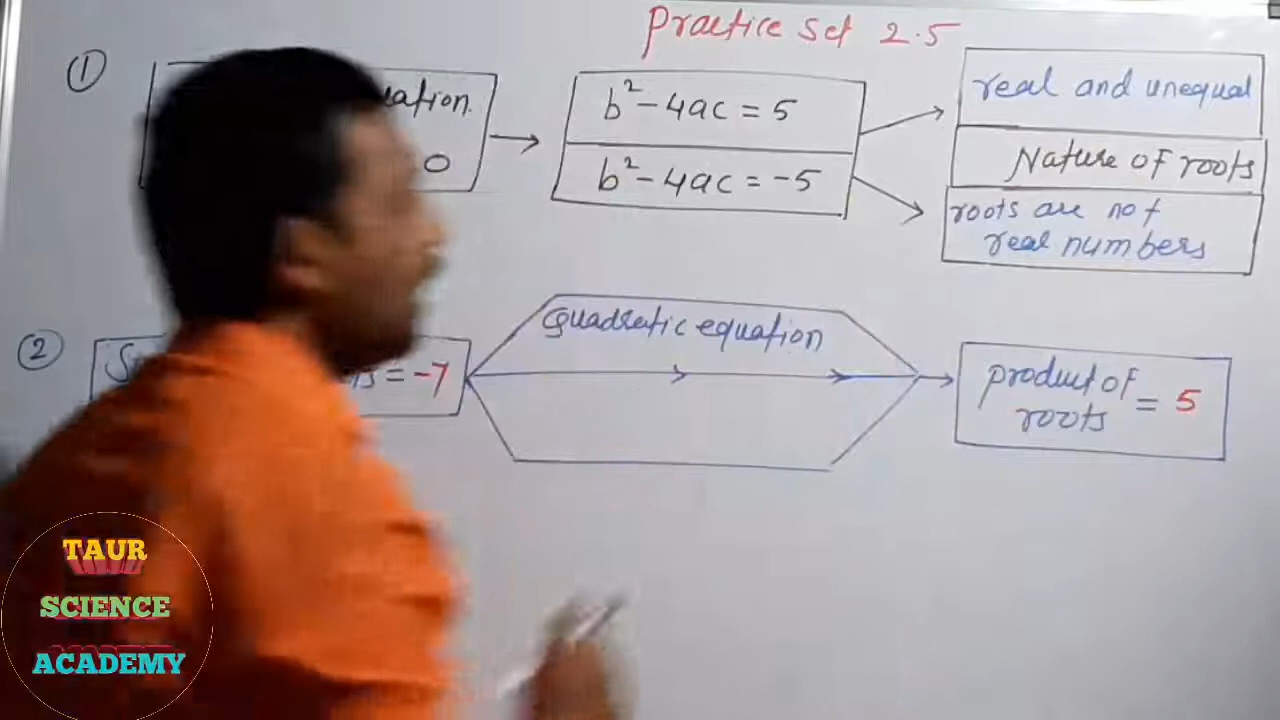 Practice Set 2.5
①
b² - 4ac = 5
b² - 4ac = -5
0
real and unequal
Nature of roots
roots are not
real numbers
②
= -7
Quadratic equation
product of
roots = 5
TAUR
SCIENCE
ACADEMY